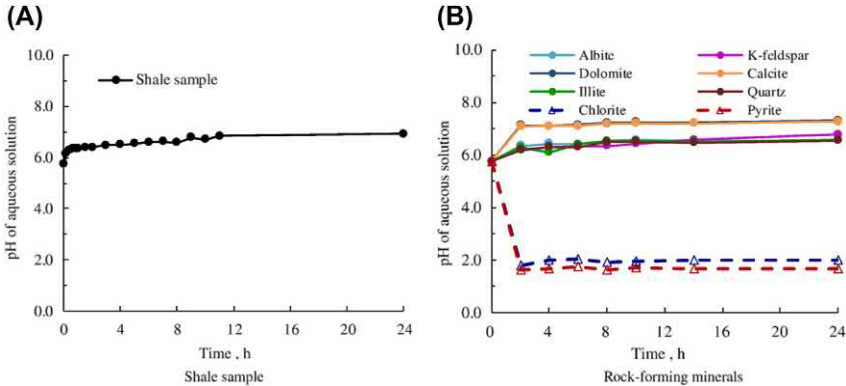 (A)
10.0
8.0
6.0
4.0
2.0
0.0
pH of aqueous solution
Shale sample
0 4 8 12 16 20 24
Time , h
Shale sample
(B)
10.0
8.0
6.0
4.0
2.0
0.0
pH of aqueous solution
Albite K-feldspar
Dolomite Calcite
Illite Quartz
Chlorite Pyrite
0 4 8 12 16 20 24
Time , h
Rock-forming minerals